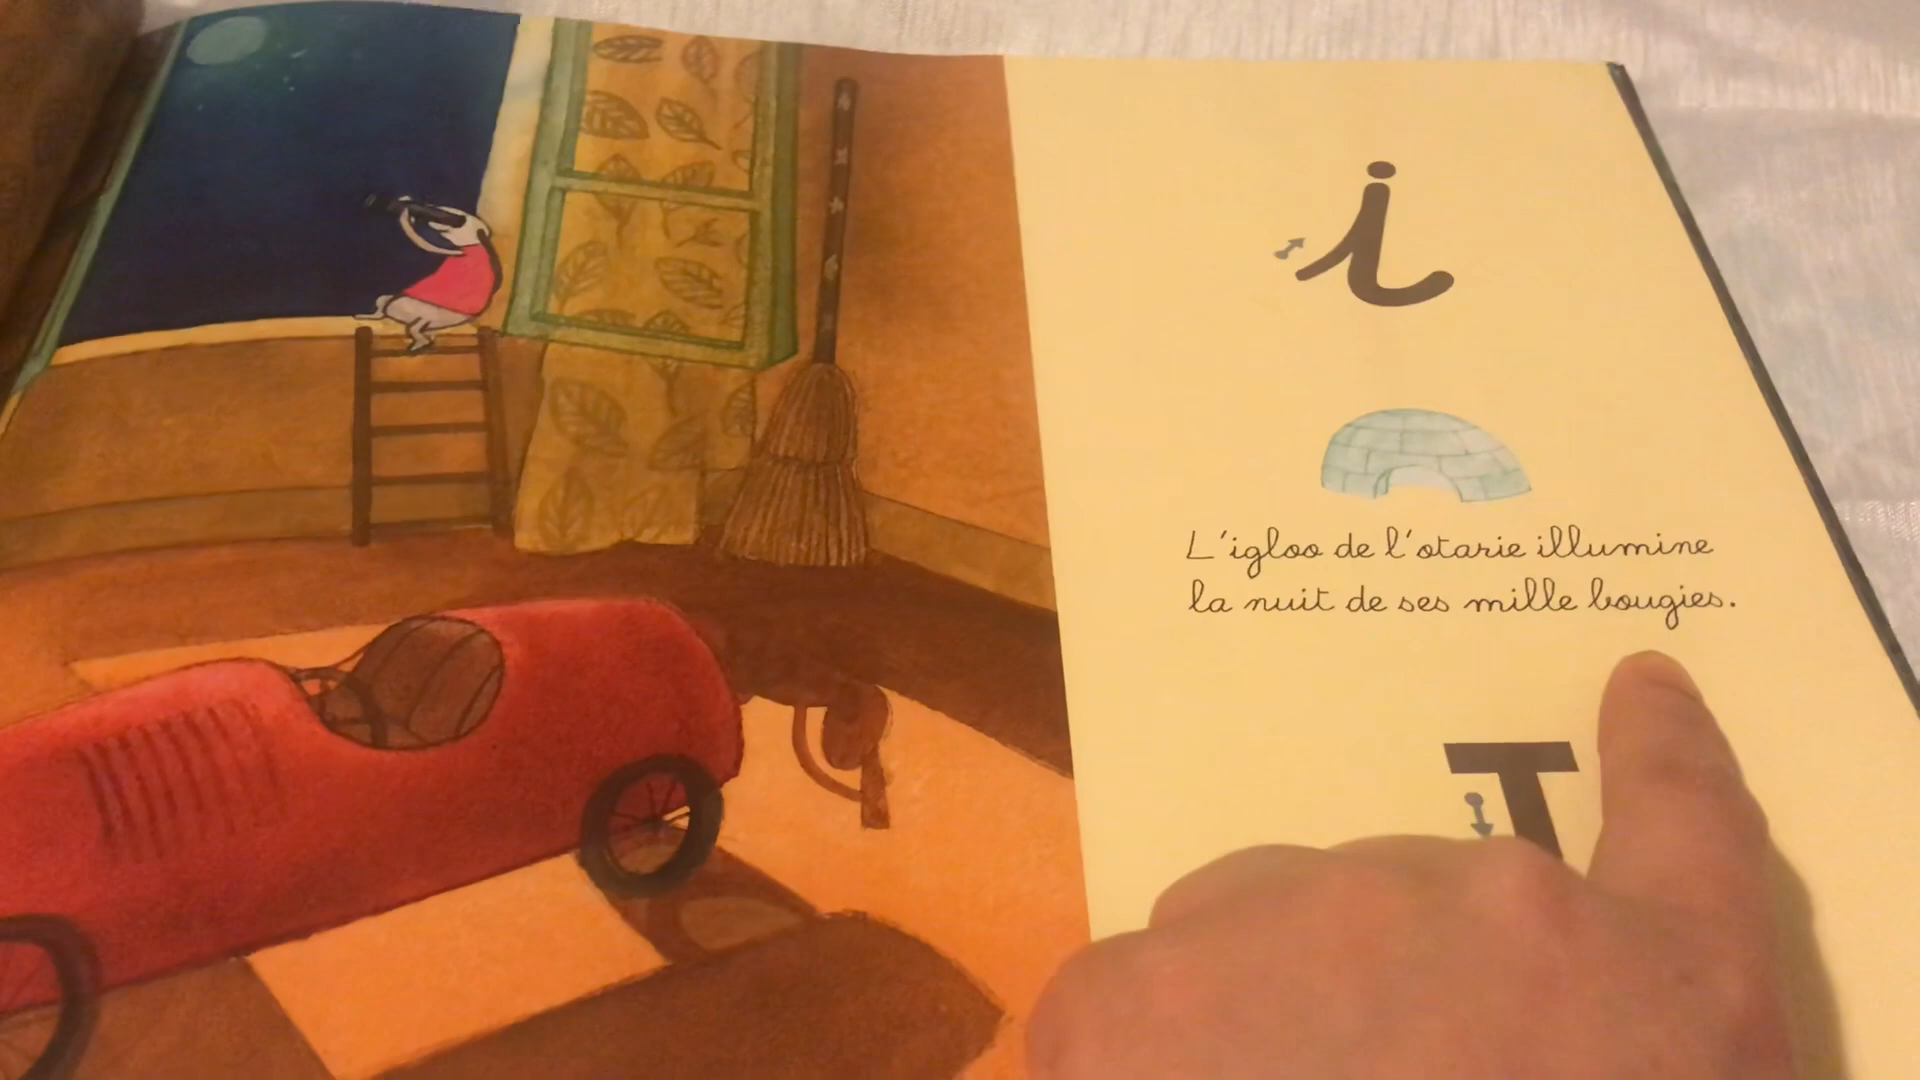 i
L'igloo de l'otarie illumine
la nuit de ses mille bougies.